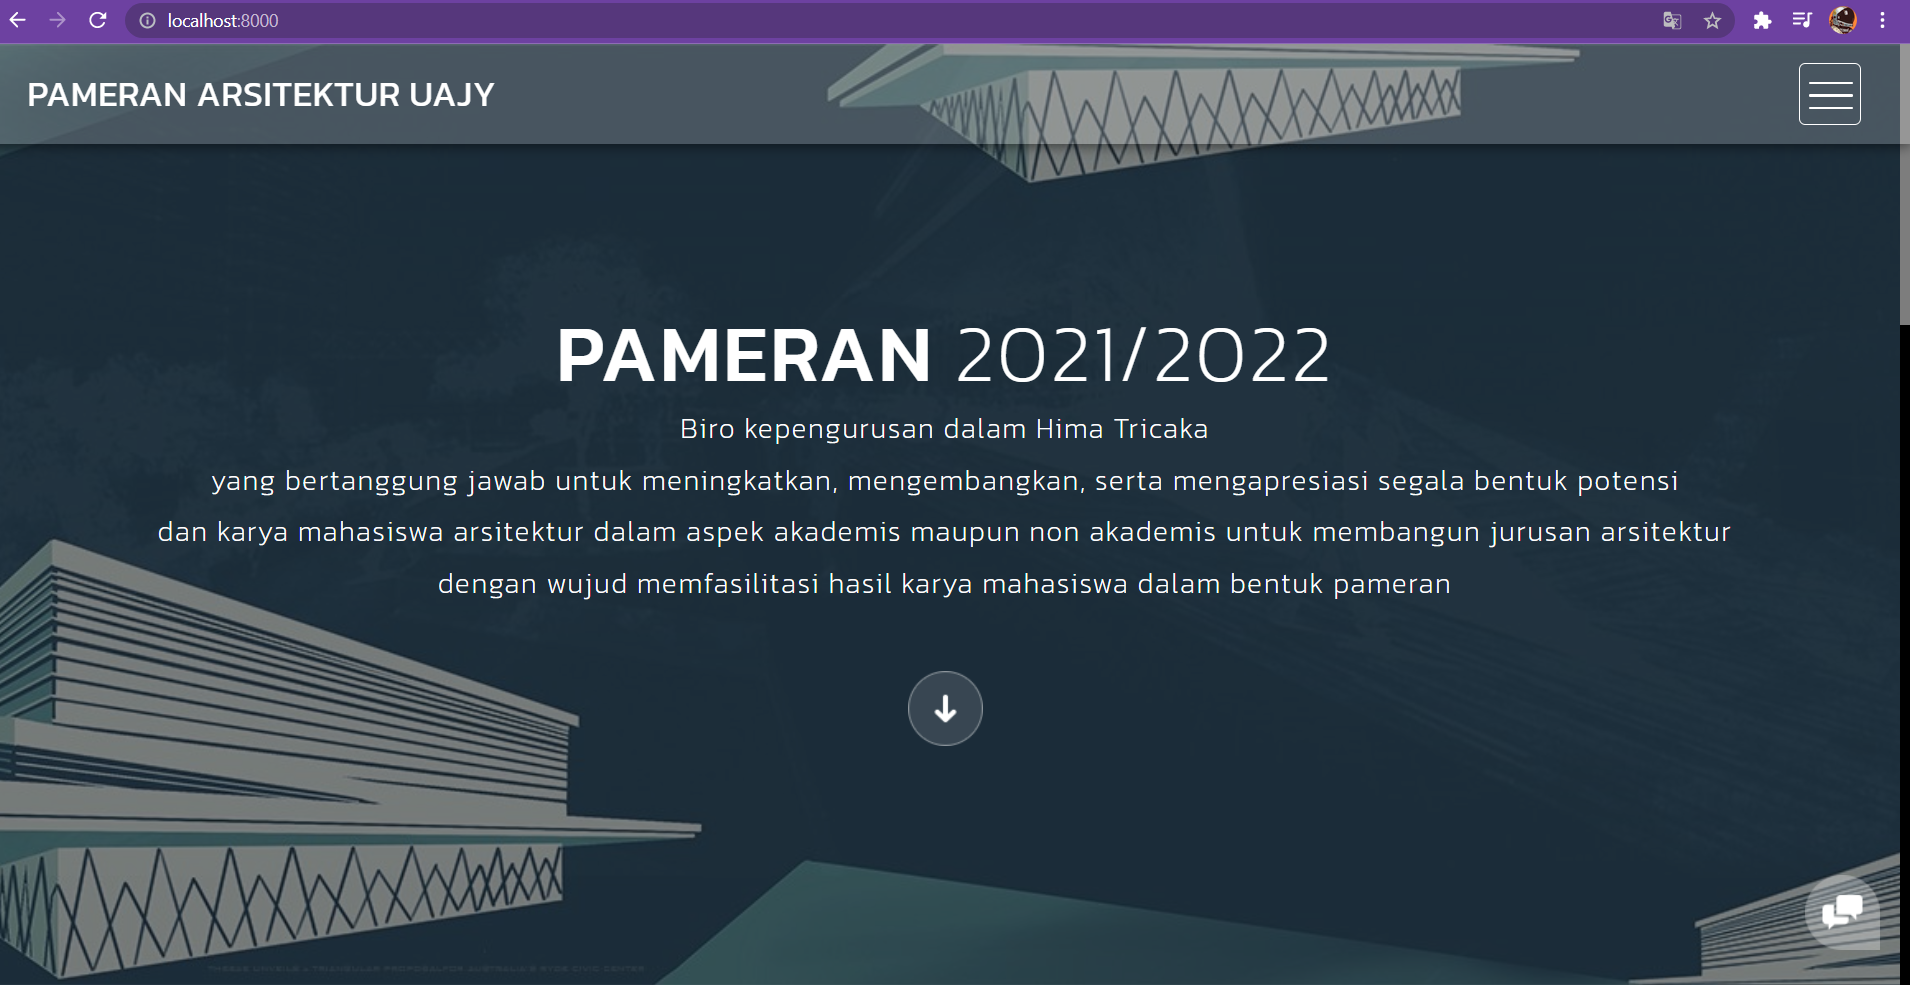 localhost:8000
PAMERAN ARSITEKTUR UAJY
PAMERAN 2021/2022
Biro kepengurusan dalam Hima Tricaka
yang bertanggung jawab untuk meningkatkan, mengembangkan, serta mengapresiasi segala bentuk potensi
dan karya mahasiswa arsitektur dalam aspek akademis maupun non akademis untuk membangun jurusan arsitektur
dengan wujud memfasilitasi hasil karya mahasiswa dalam bentuk pameran